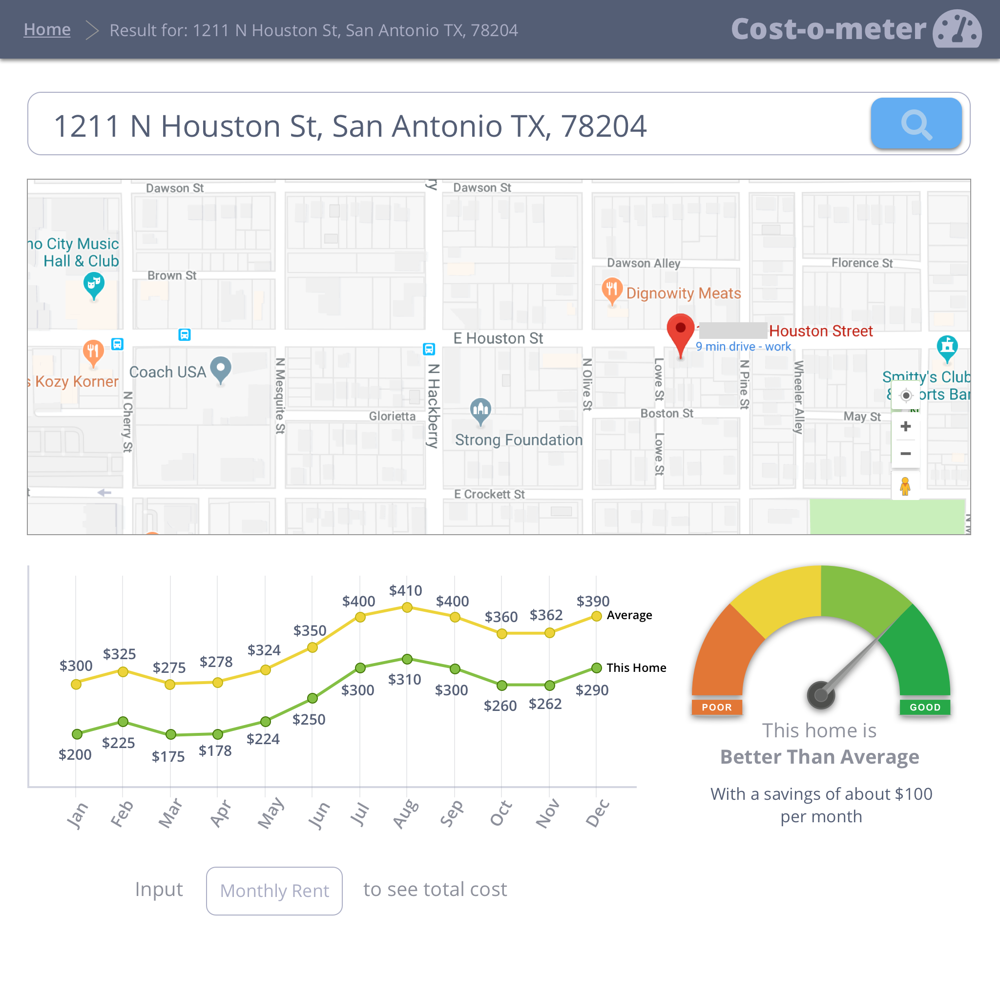 Home
Result for: 1211 N Houston St, San Antonio TX, 78204
Cost-o-meter
1211 N Houston St, San Antonio TX, 78204
Dawson St
Dawson St
City Music
Hall & Club
Brown St
Dawson Alley
Florence St
Dignowity Meats
E Houston St
Houston Street
9 min drive - work
Kozy Korner
Coach USA
N Cherry St
N Mesquite St
N Hackberry
N Olive St
Lowe St
N Pine St
Wheeler Alley
Smitty's Club
Glorietta
Strong Foundation
Boston St
Lowe St
May St
E Crockett St
$300
$325
$275
$278
$324
$350
$400
$410
$400
$360
$362
$390
Average
$200
$225
$175
$178
$224
$250
$300
$310
$300
$260
$262
$290
This Home
Jan
Feb
Mar
Apr
May
Jun
Jul
Aug
Sep
Oct
Nov
Dec
POOR
GOOD
This home is
Better Than Average
With a savings of about $100
per month
Input
Monthly Rent
to see total cost